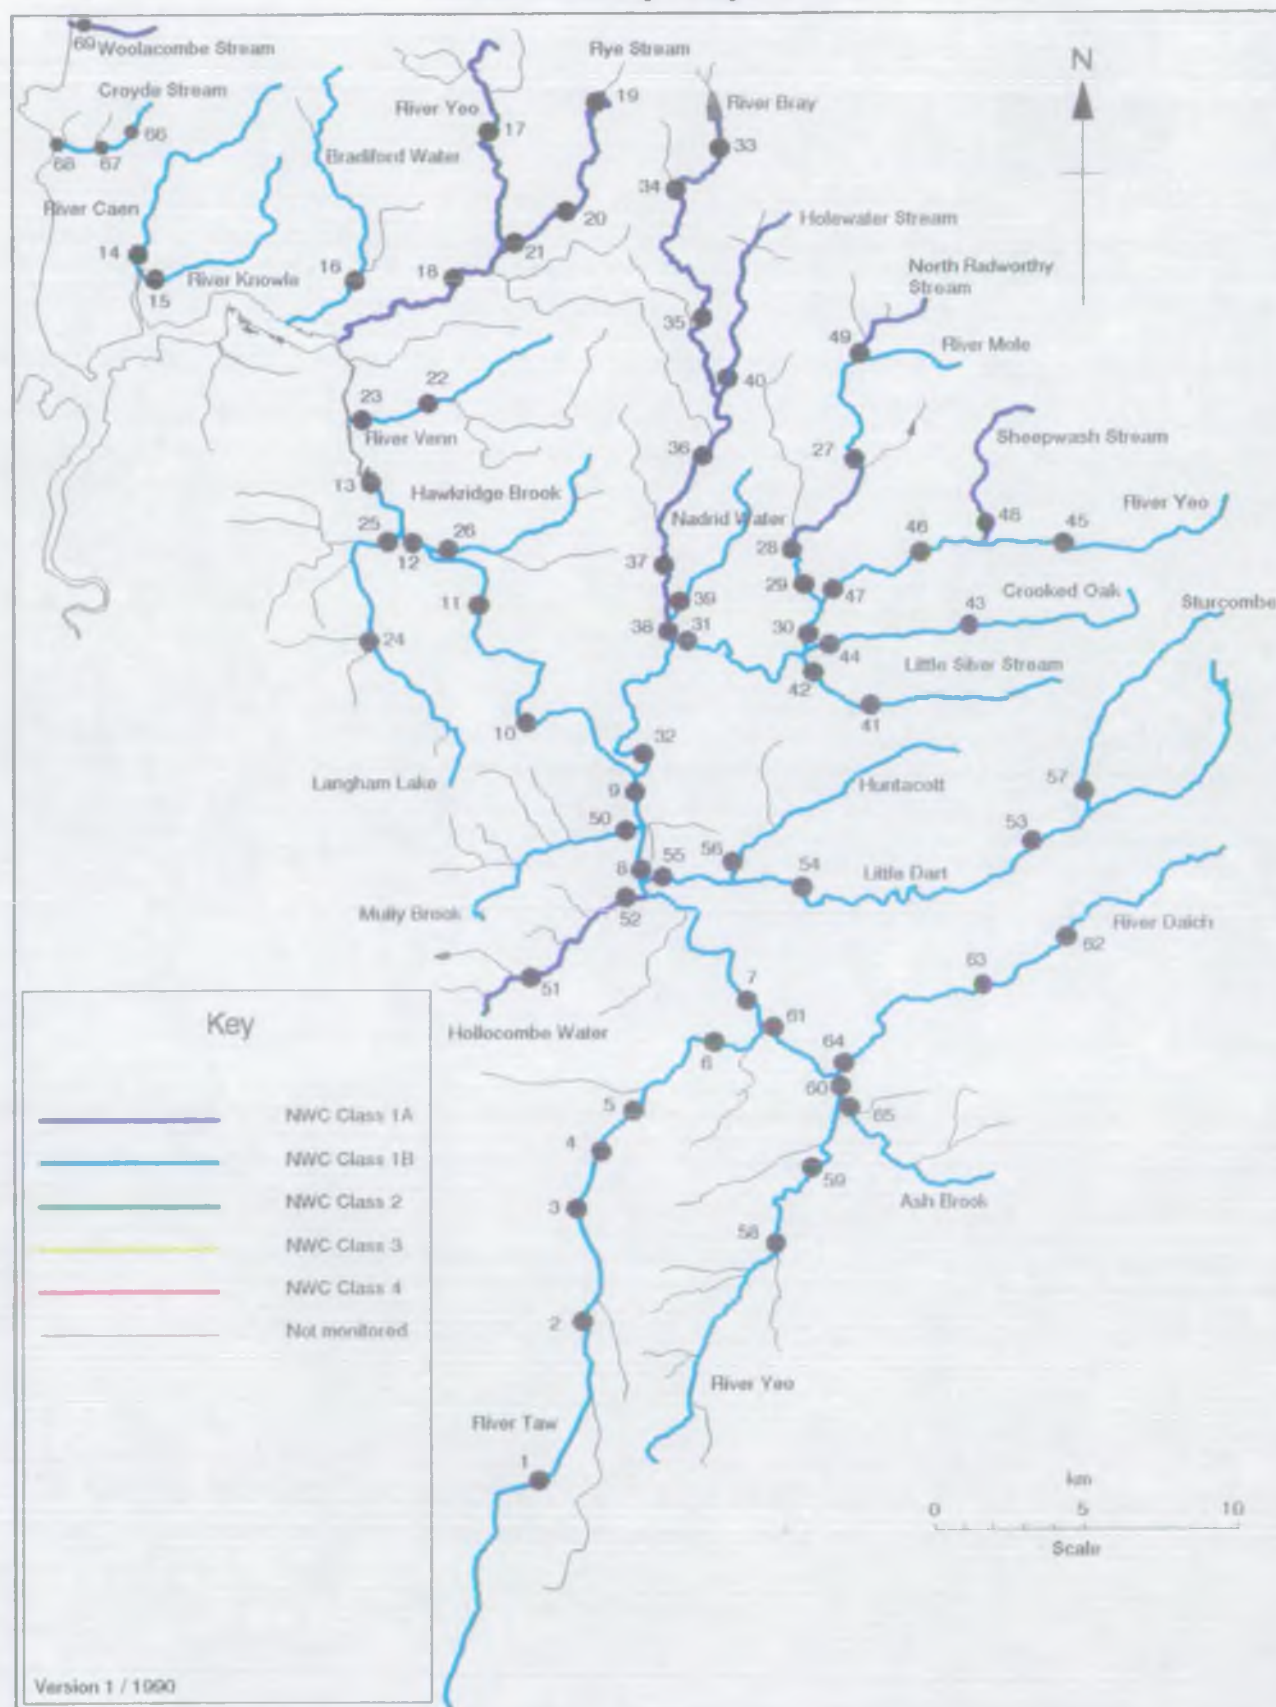 69
Woolacombe Stream
Rye Stream
N
Croyde Stream
River Yeo
19
River Bray
66
17
68
67
Bradiford Water
33
34
River Caen
20
Holewater Stream
14
21
River Knowle
16
18
North Radworthy
Stream
15
35
49
River Mole
22
40
23
River Venn
Sheepwash Stream
36
27
13
Hawkridge Brook
River Yeo
Nadrid Water
48
46
45
25
26
12
28
37
29
47
Crooked Oak
43
Sturcombe
11
39
38
31
30
44
24
Little Silver Stream
42
41
10
32
Langham Lake
Huntacott
57
9
50
53
8
55
56
54
Little Dart
Mully Brook
52
River Dalch
62
51
7
63
Hollocombe Water
61
6
64
60
5
65
4
59
Ash Brook
3
58
2
River Yeo
River Taw
1
km
0
5
10
Scale
Key
NWC Class 1A
NWC Class 1B
NWC Class 2
NWC Class 3
NWC Class 4
Not monitored
Version 1 / 1990